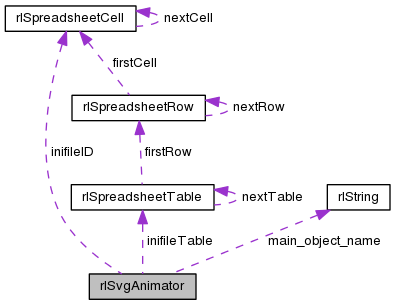 rlSpreadsheetCell
nextCell
firstCell
rlSpreadsheetRow
nextRow
inifileID
firstRow
rlSpreadsheetTable
nextTable
rlString
inifileTable
main_object_name
rlSvgAnimator